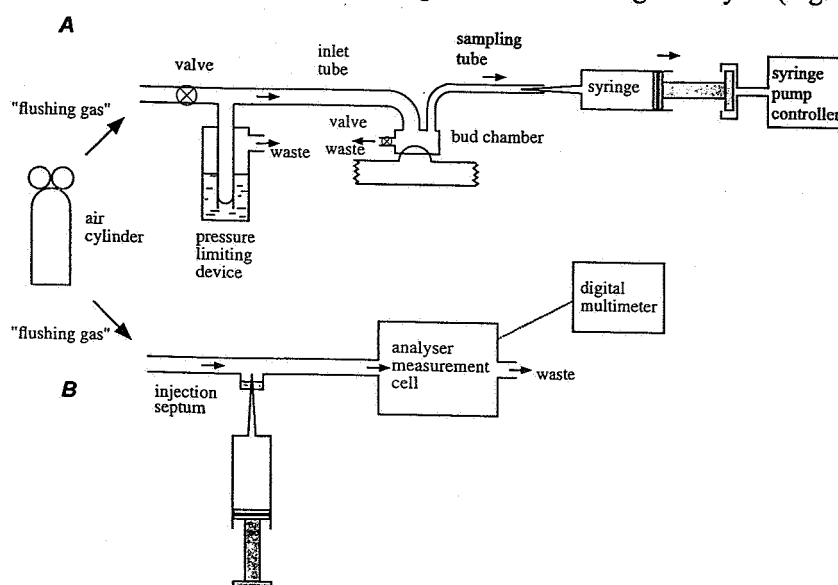 A
valve
inlet
tube
sampling
tube
"flushing gas"
syringe
syringe
pump
controller
valve
waste
waste
bud chamber
air
cylinder
pressure
limiting
device
digital
multimeter
"flushing gas"
analyser
measurement
cell
waste
B
injection
septum